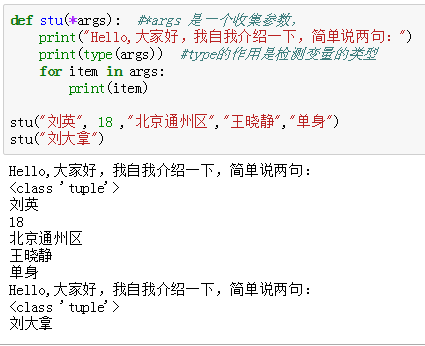 def stu(*args):  #*args 是一个收集参数，
    print("Hello,大家好，我自我介绍一下，简单说两句：")
    print(type(args))  #type的作用是检测变量的类型
    for item in args:
        print(item)
stu("刘英", 18 ,"北京通州区","王晓静","单身")
stu("刘大拿")
Hello,大家好，我自我介绍一下，简单说两句：
<class 'tuple'>
刘英
18
北京通州区
王晓静
单身
Hello,大家好，我自我介绍一下，简单说两句：
<class 'tuple'>
刘大拿